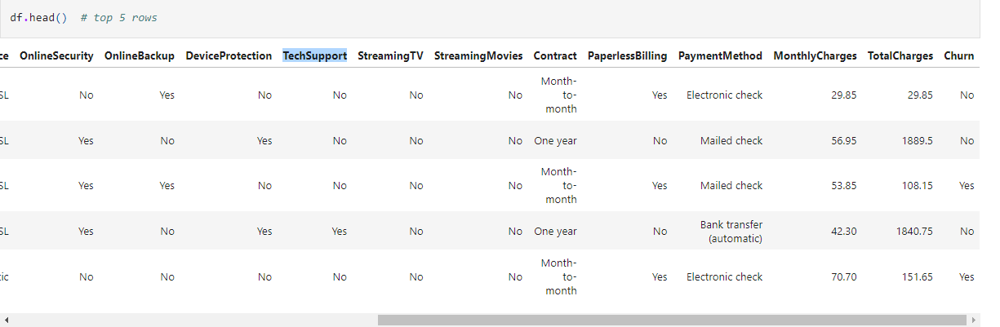 df.head()  # top 5 rows
ce OnlineSecurity OnlineBackup DeviceProtection TechSupport StreamingTV StreamingMovies Contract PaperlessBilling PaymentMethod MonthlyCharges TotalCharges Churn
SL No Yes No No No No Month-to-month Yes Electronic check 29.85 29.85 No
SL Yes No Yes No No No One year No Mailed check 56.95 1889.5 No
SL Yes Yes No No No No Month-to-month Yes Mailed check 53.85 108.15 Yes
SL Yes No Yes Yes No No One year No Bank transfer (automatic) 42.30 1840.75 No
tic No No No No No No Month-to-month Yes Electronic check 70.70 151.65 Yes